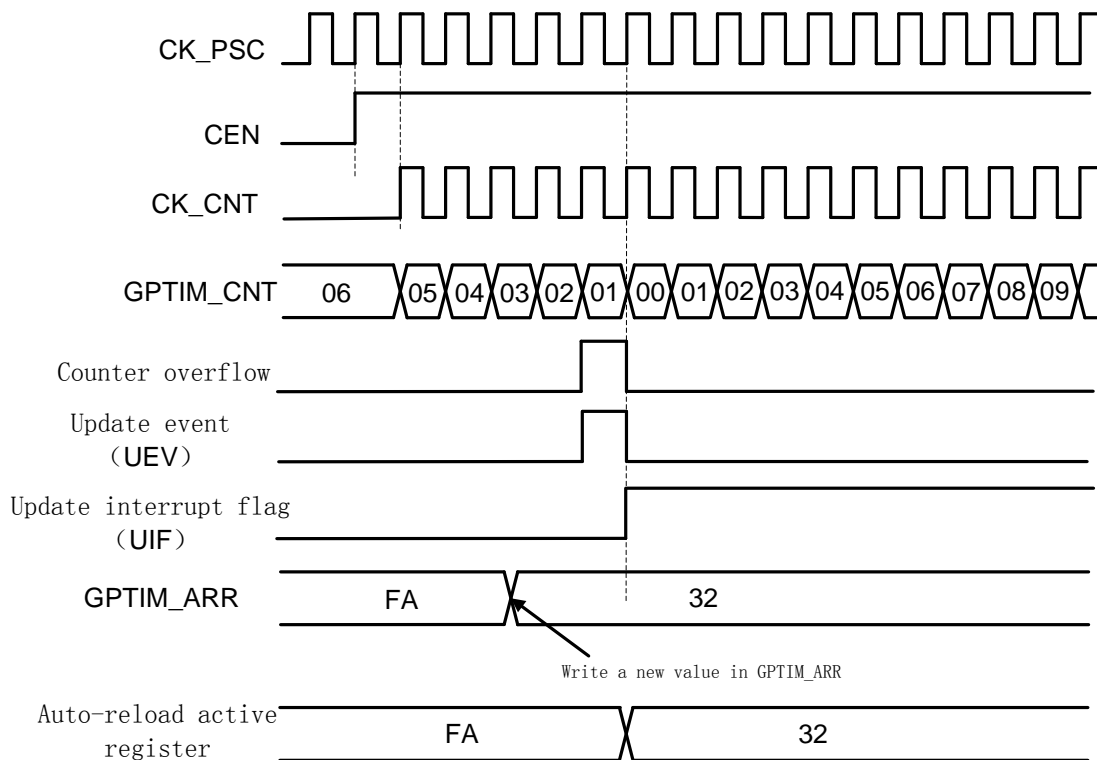 CK_PSC
CEN
CK_CNT
GPTIM_CNT 06 05 04 03 02 01 00 01 02 03 04 05 06 07 08 09
Counter overflow
Update event
（UEV）
Update interrupt flag
（UIF）
GPTIM_ARR FA 32
Write a new value in GPTIM_ARR
Auto-reload active
register
FA 32